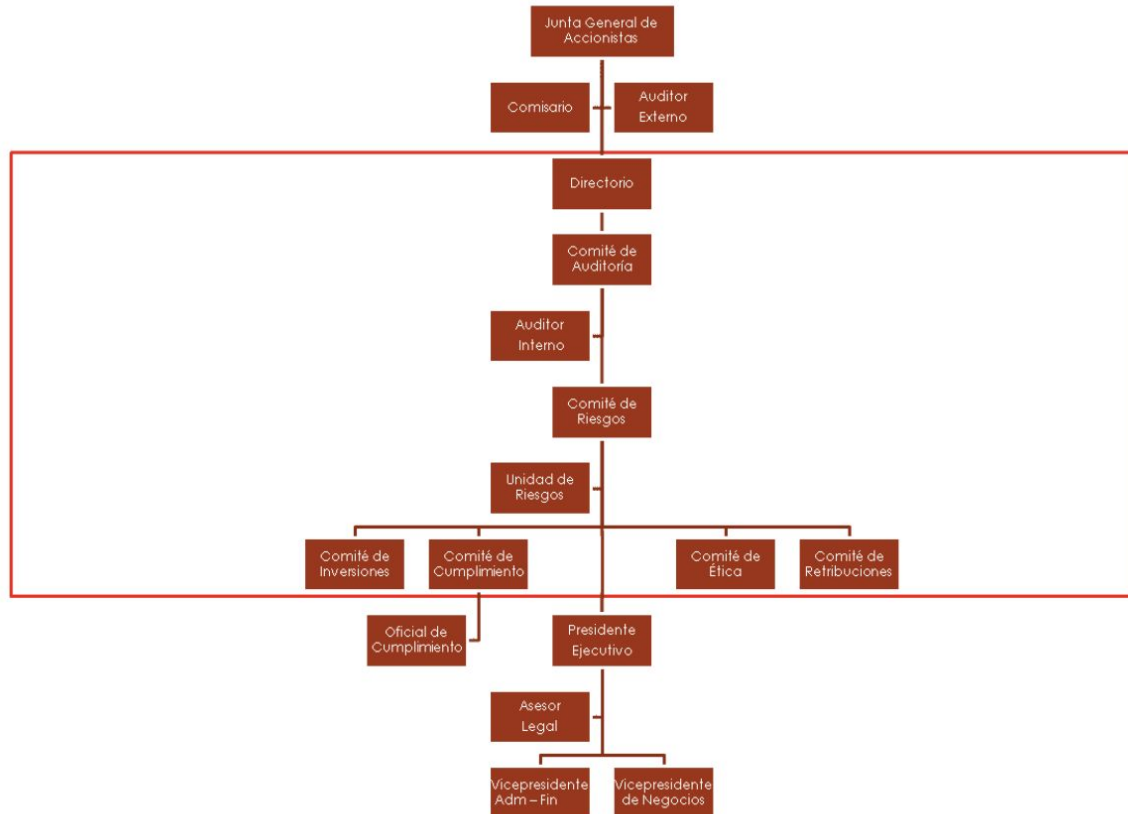 Junta General de
Accionistas
Comisario
Auditor
Externo
Directorio
Comité de
Auditoría
Auditor
Interno
Comité de
Riesgos
Unidad de
Riesgos
Comité de
Inversiones
Comité de
Cumplimiento
Comité de
Ética
Comité de
Retribuciones
Oficial de
Cumplimiento
Presidente
Ejecutivo
Asesor
Legal
Vicepresidente
Adm – Fin
Vicepresidente
de Negocios